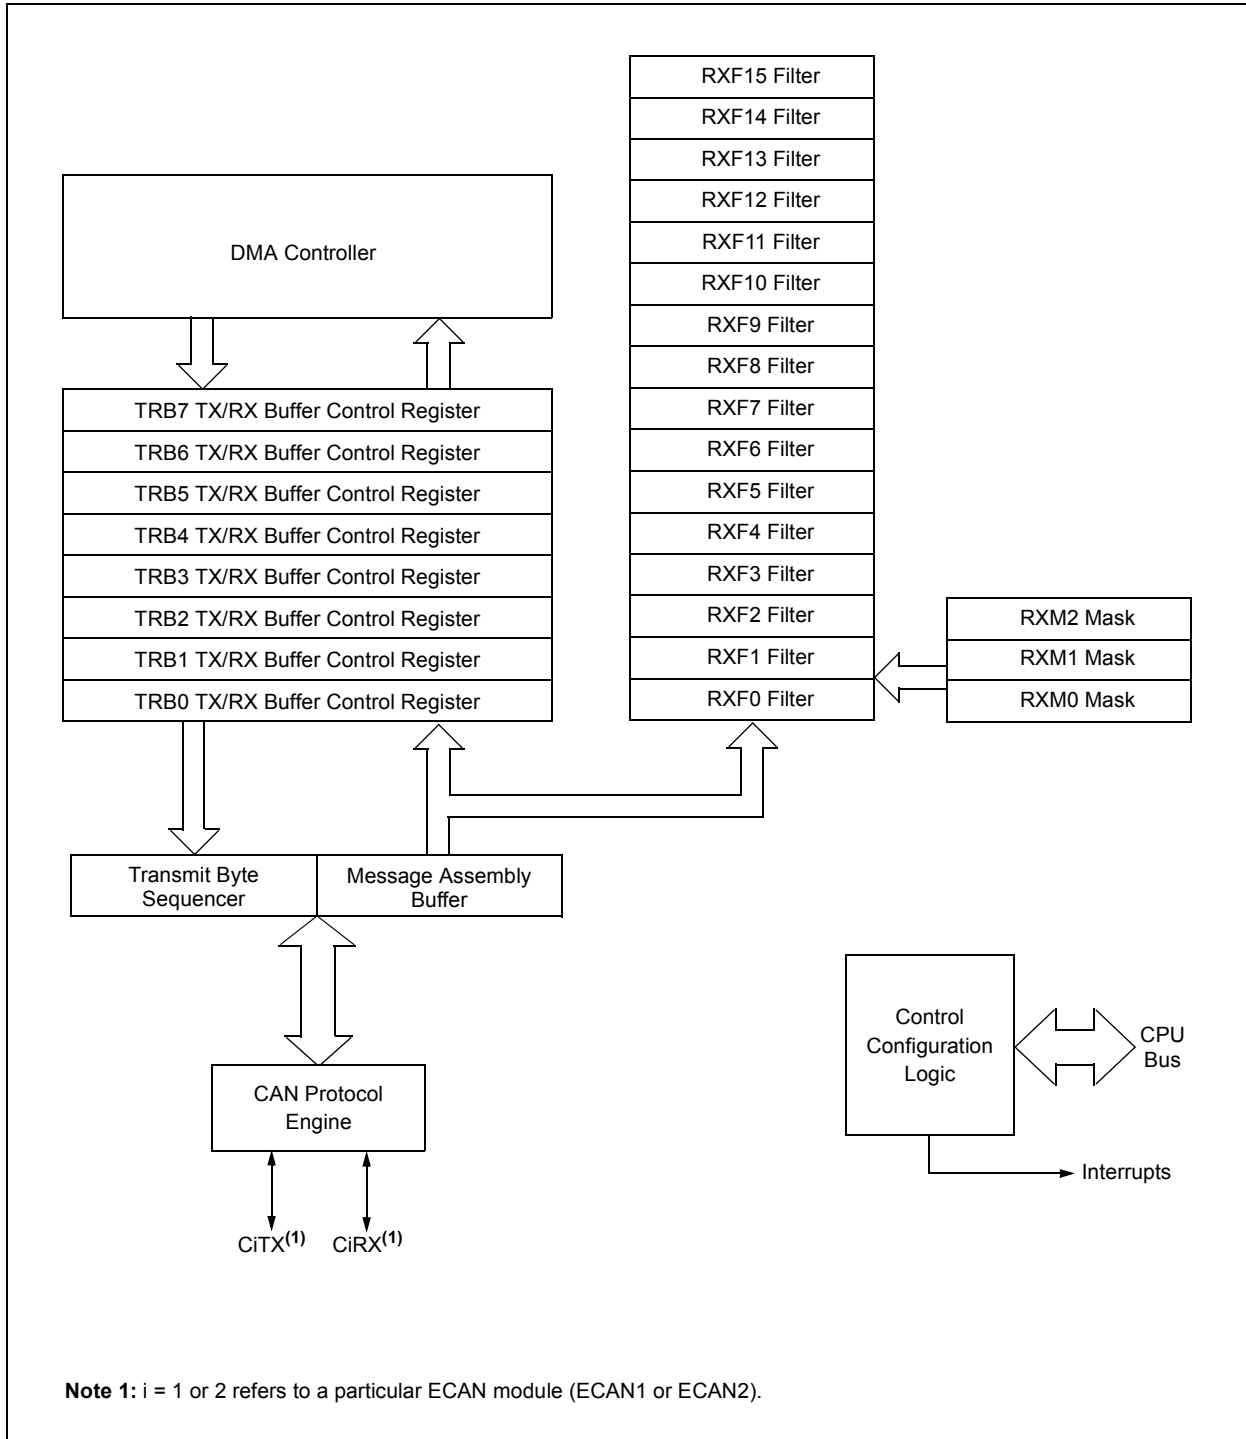 RXF15 Filter
RXF14 Filter
RXF13 Filter
RXF12 Filter
RXF11 Filter
RXF10 Filter
RXF9 Filter
RXF8 Filter
RXF7 Filter
RXF6 Filter
RXF5 Filter
RXF4 Filter
RXF3 Filter
RXF2 Filter
RXF1 Filter
RXF0 Filter
DMA Controller
TRB7 TX/RX Buffer Control Register
TRB6 TX/RX Buffer Control Register
TRB5 TX/RX Buffer Control Register
TRB4 TX/RX Buffer Control Register
TRB3 TX/RX Buffer Control Register
TRB2 TX/RX Buffer Control Register
TRB1 TX/RX Buffer Control Register
TRB0 TX/RX Buffer Control Register
RXM2 Mask
RXM1 Mask
RXM0 Mask
Transmit Byte
Sequencer
Message Assembly
Buffer
CAN Protocol
Engine
CiTX(1)
CiRX(1)
Control
Configuration
Logic
CPU
Bus
Interrupts
Note 1: i = 1 or 2 refers to a particular ECAN module (ECAN1 or ECAN2).